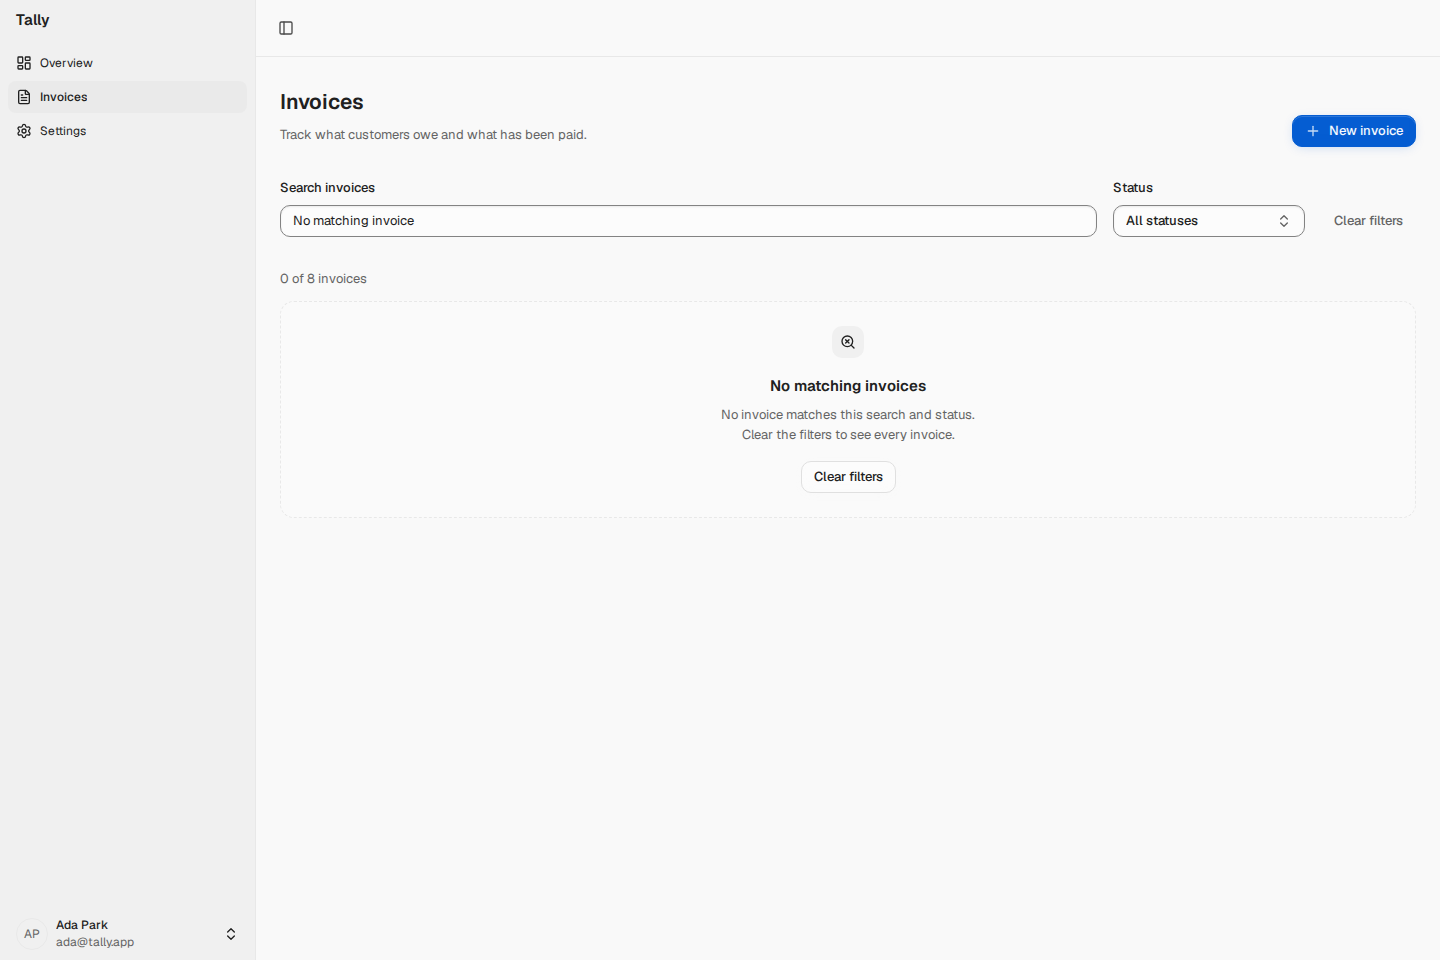 Tally
Overview
Invoices
Settings
Invoices
Track what customers owe and what has been paid.
New invoice
Search invoices
No matching invoice
Status
All statuses
Clear filters
0 of 8 invoices
No matching invoices
No invoice matches this search and status.
Clear the filters to see every invoice.
Clear filters
AP
Ada Park
ada@tally.app